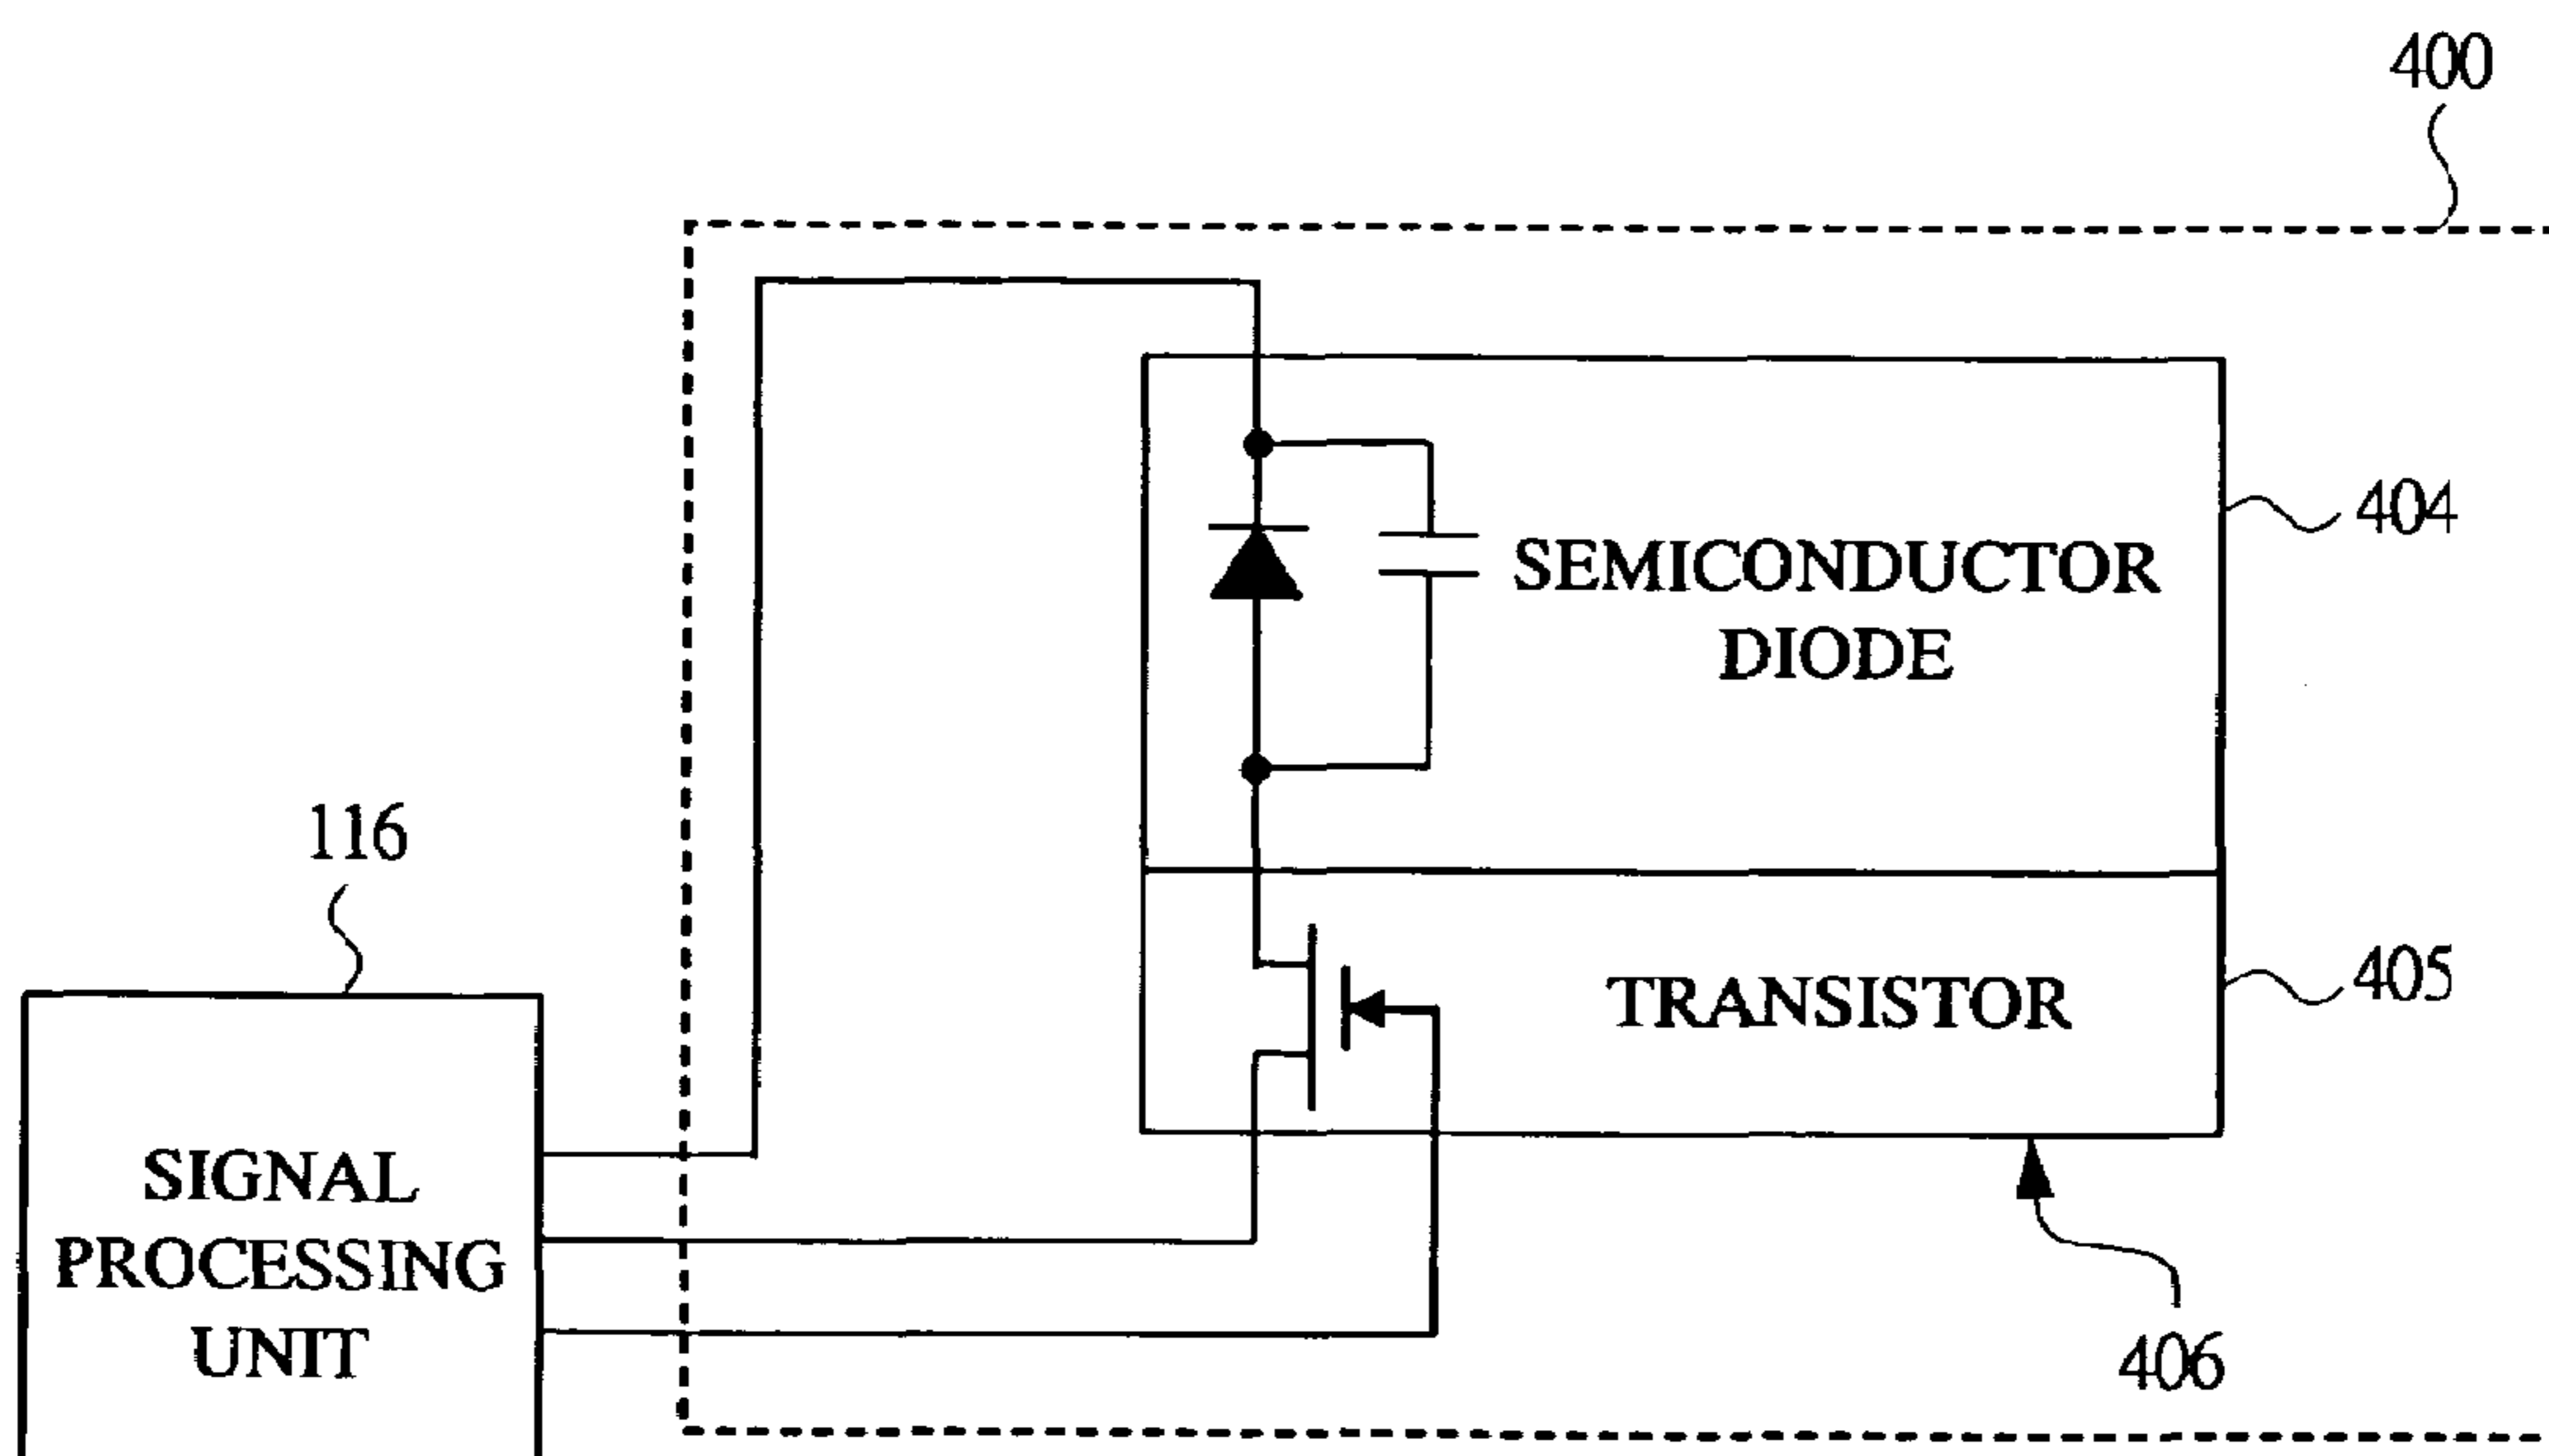 400
SEMICONDUCTOR
DIODE
404
116
TRANSISTOR
405
SIGNAL
PROCESSING
UNIT
406